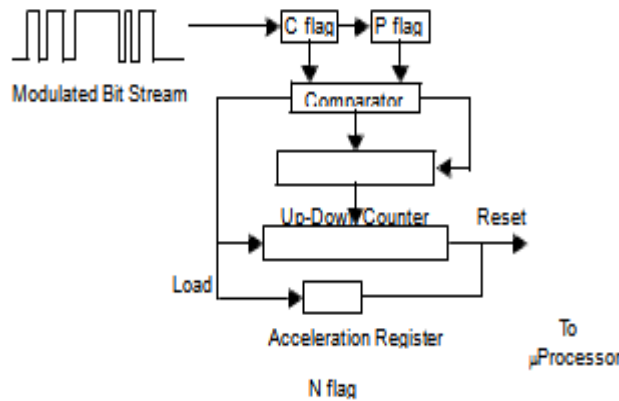 C flag P flag
Modulated Bit Stream
Comparator
Up-Down Counter
Reset
Load
Acceleration Register
To
μProcessor
N flag